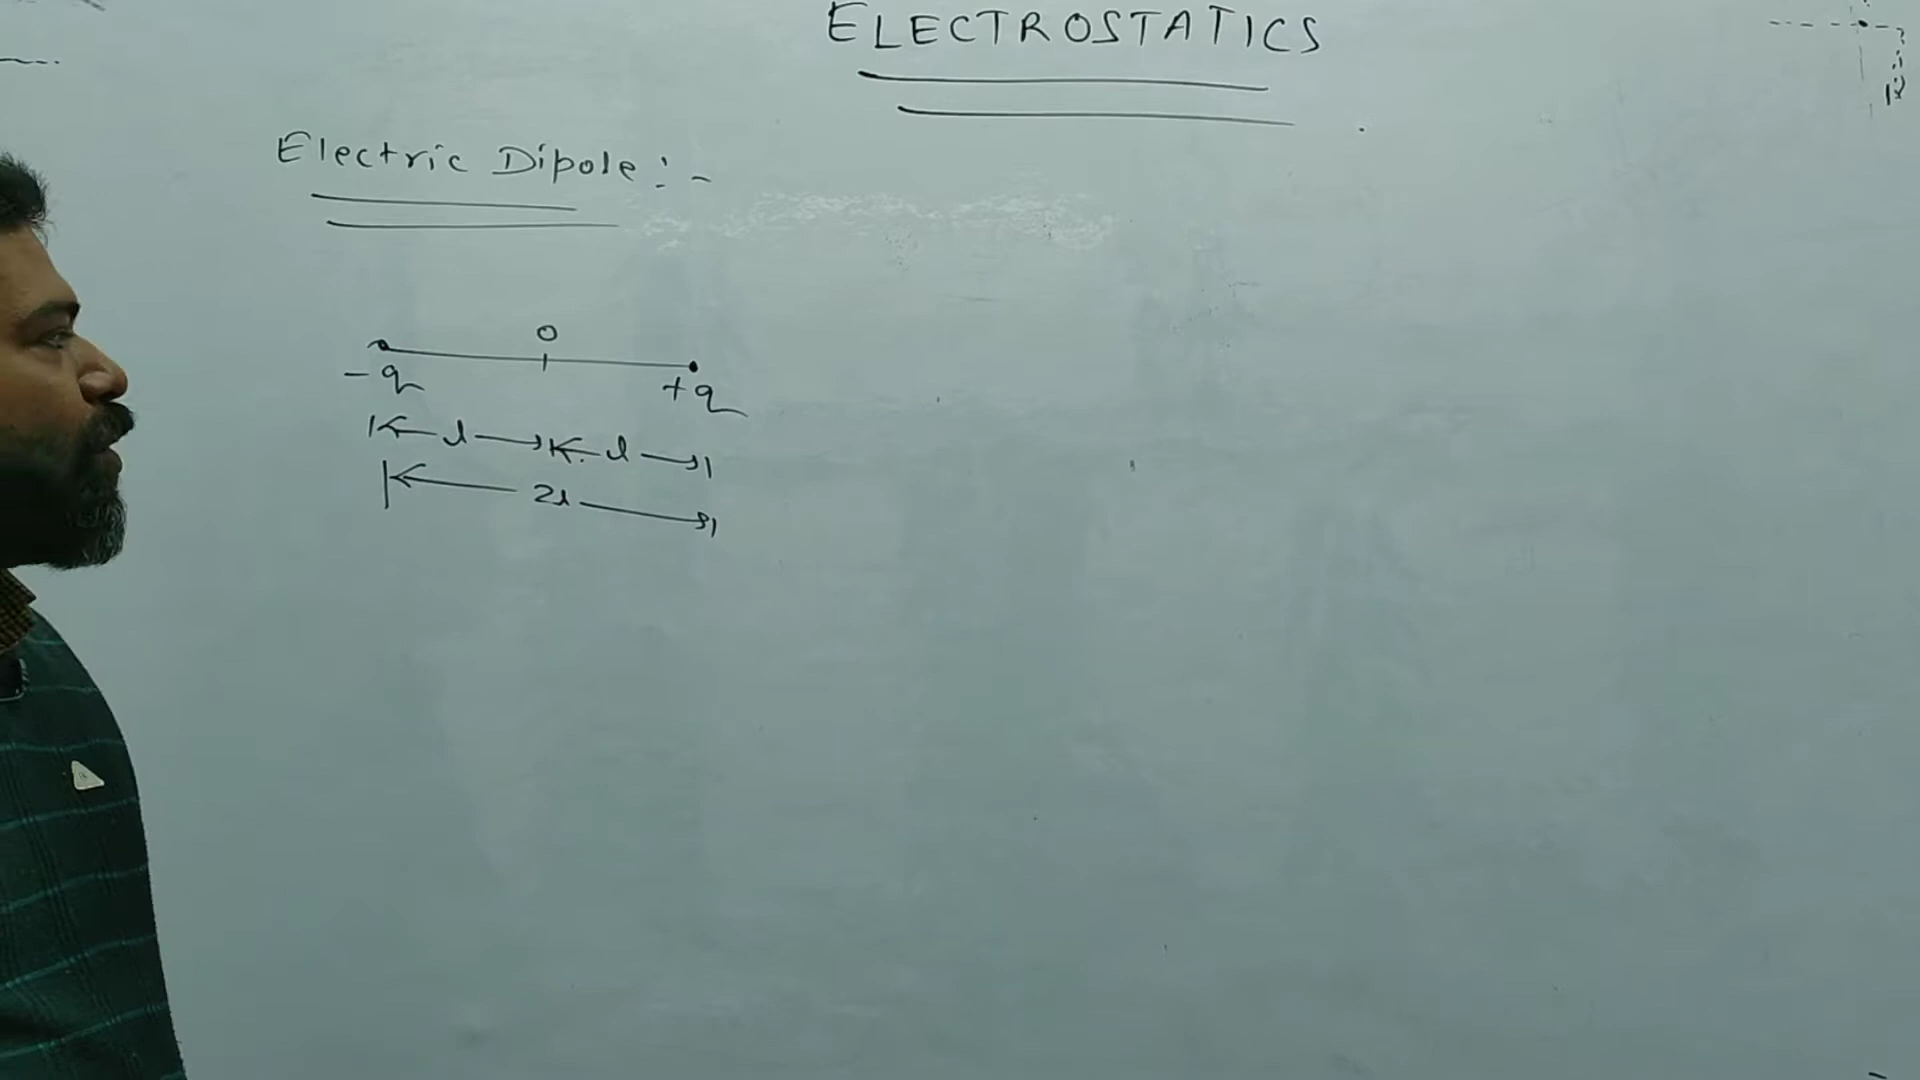 ELECTROSTATICS
Electric Dipole :-
O
- q
+ q
l
l
2l